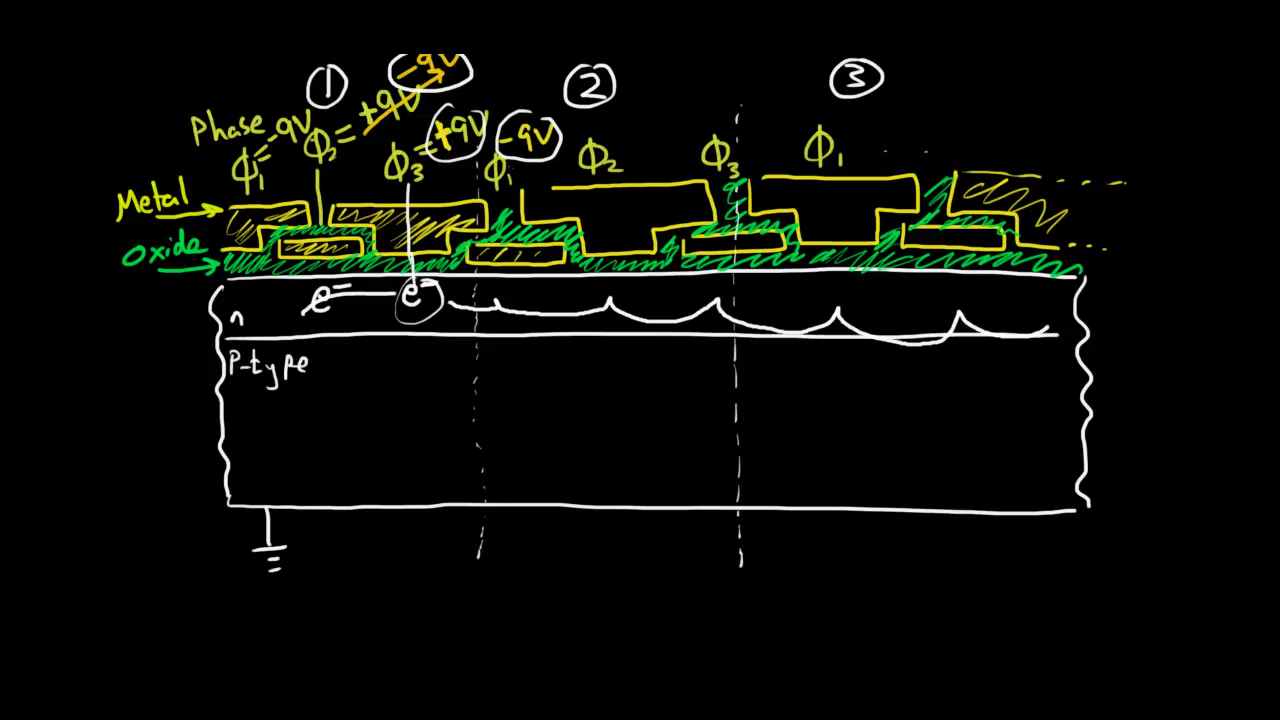 -9V
① ② ③
+9V
Phase -9V Φ₂= +9V -9V
Φ₁= Φ₃= Φ₁ Φ₂ Φ₃ Φ₁
Metal
Oxide
e⁻ e⁻
n
P-type